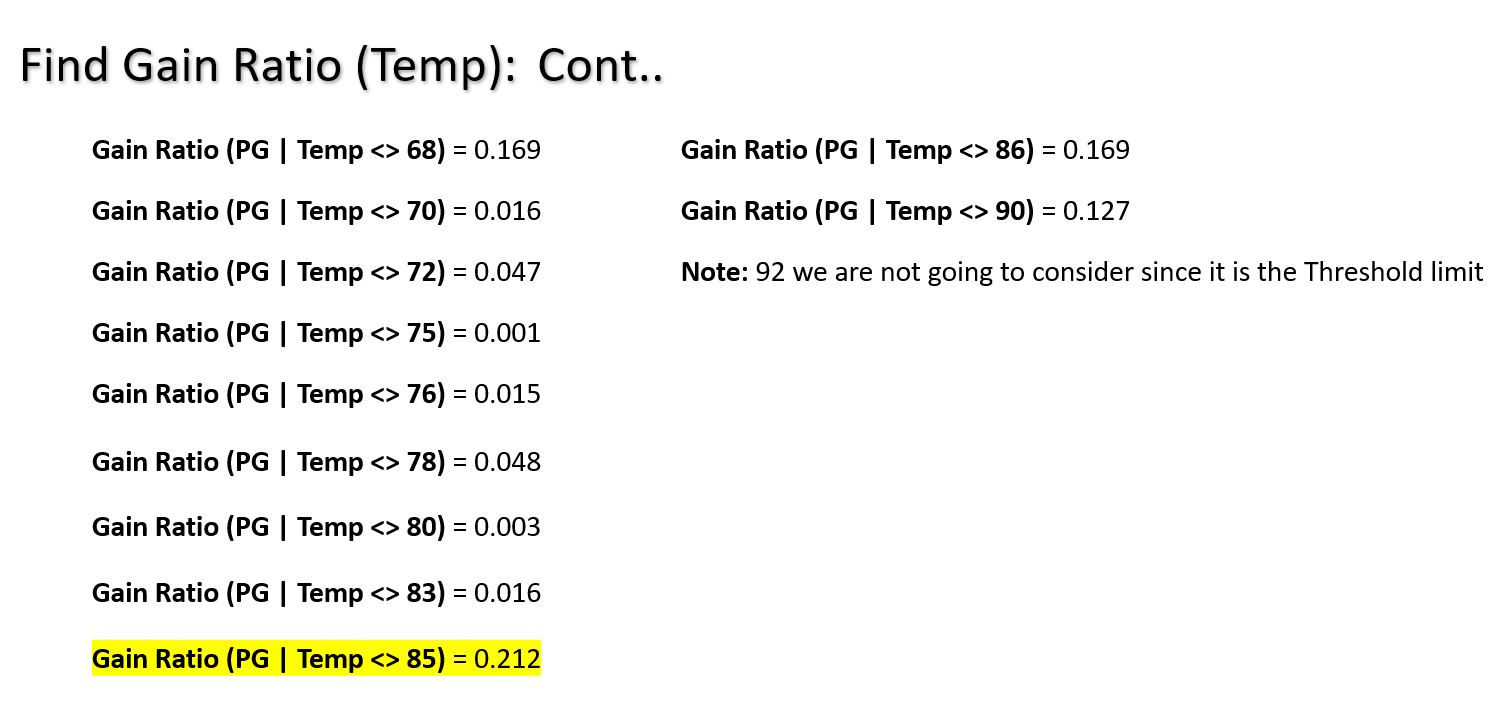 Find Gain Ratio (Temp): Cont..
Gain Ratio (PG | Temp <> 68) = 0.169
Gain Ratio (PG | Temp <> 70) = 0.016
Gain Ratio (PG | Temp <> 72) = 0.047
Gain Ratio (PG | Temp <> 75) = 0.001
Gain Ratio (PG | Temp <> 76) = 0.015
Gain Ratio (PG | Temp <> 78) = 0.048
Gain Ratio (PG | Temp <> 80) = 0.003
Gain Ratio (PG | Temp <> 83) = 0.016
Gain Ratio (PG | Temp <> 85) = 0.212
Gain Ratio (PG | Temp <> 86) = 0.169
Gain Ratio (PG | Temp <> 90) = 0.127
Note: 92 we are not going to consider since it is the Threshold limit